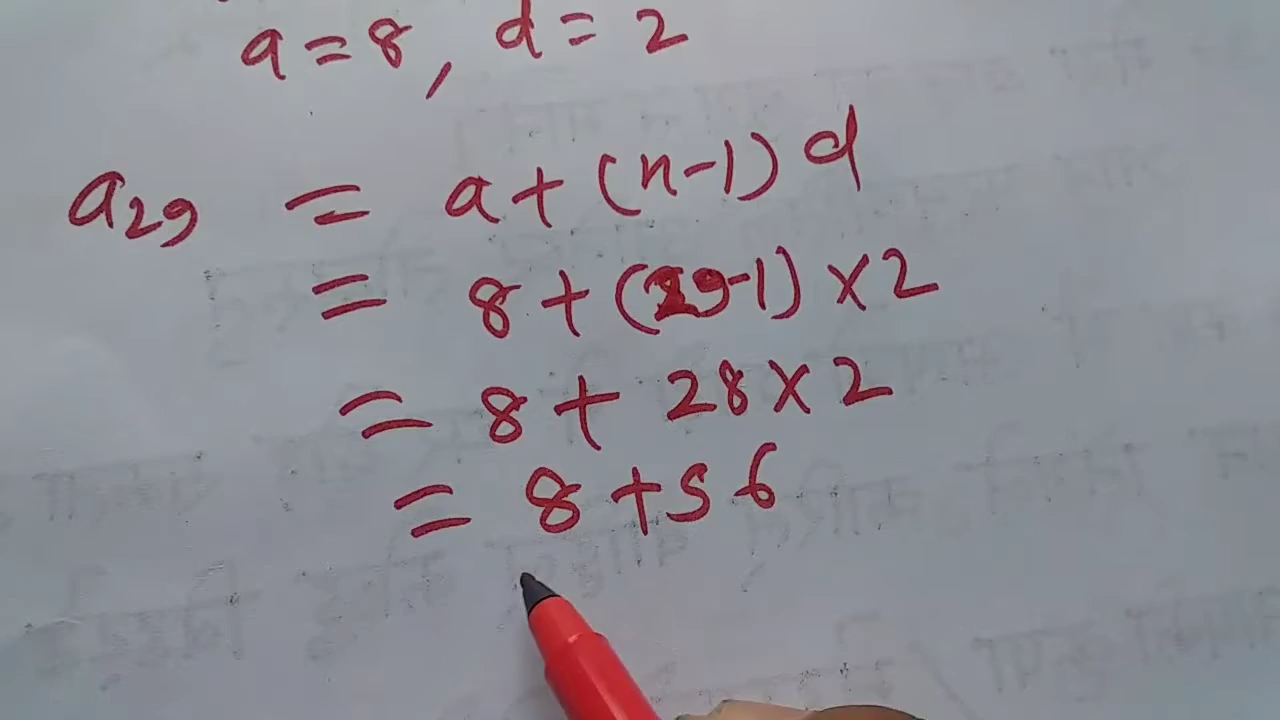 a = 8, d = 2
a₂₉ = a + (n-1) d
= 8 + (29-1) × 2
= 8 + 28 × 2
= 8 + 56